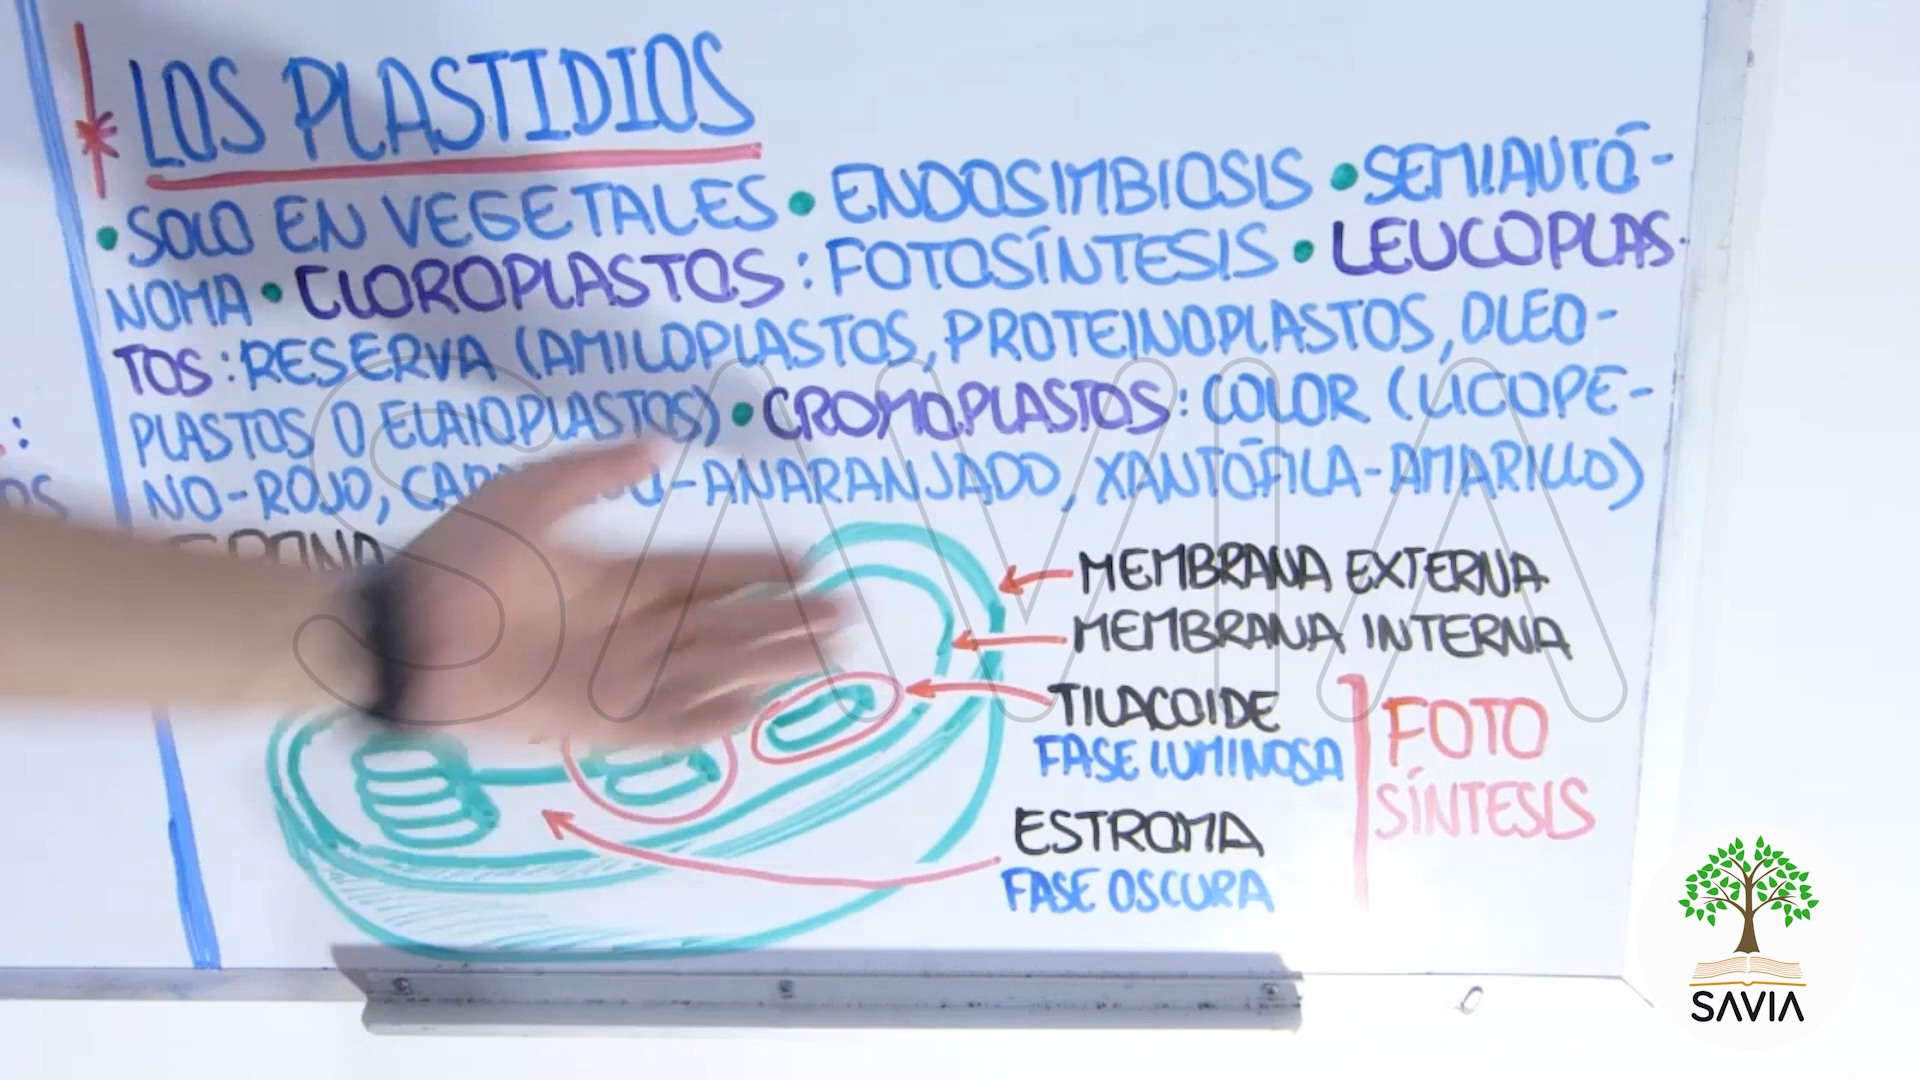 LOS PLASTIDIOS
• SOLO EN VEGETALES • ENDOSIMBIOSIS • SEMIAUTÓ-
NOMA • CLOROPLASTOS : FOTOSÍNTESIS • LEUCOPLAS-
TOS : RESERVA (AMILOPLASTOS, PROTEINOPLASTOS, OLEO-
PLASTOS O ELAIOPLASTOS) • CROMOPLASTOS : COLOR (LICOPE-
NO-ROJO, -ANARANJADO, XANTÓFILA-AMARILLO)
MEMBRANA EXTERNA
MEMBRANA INTERNA
TILACOIDE
FASE LUMINOSA
FOTO
SÍNTESIS
ESTROMA
FASE OSCURA
SAVIA
SAVIA